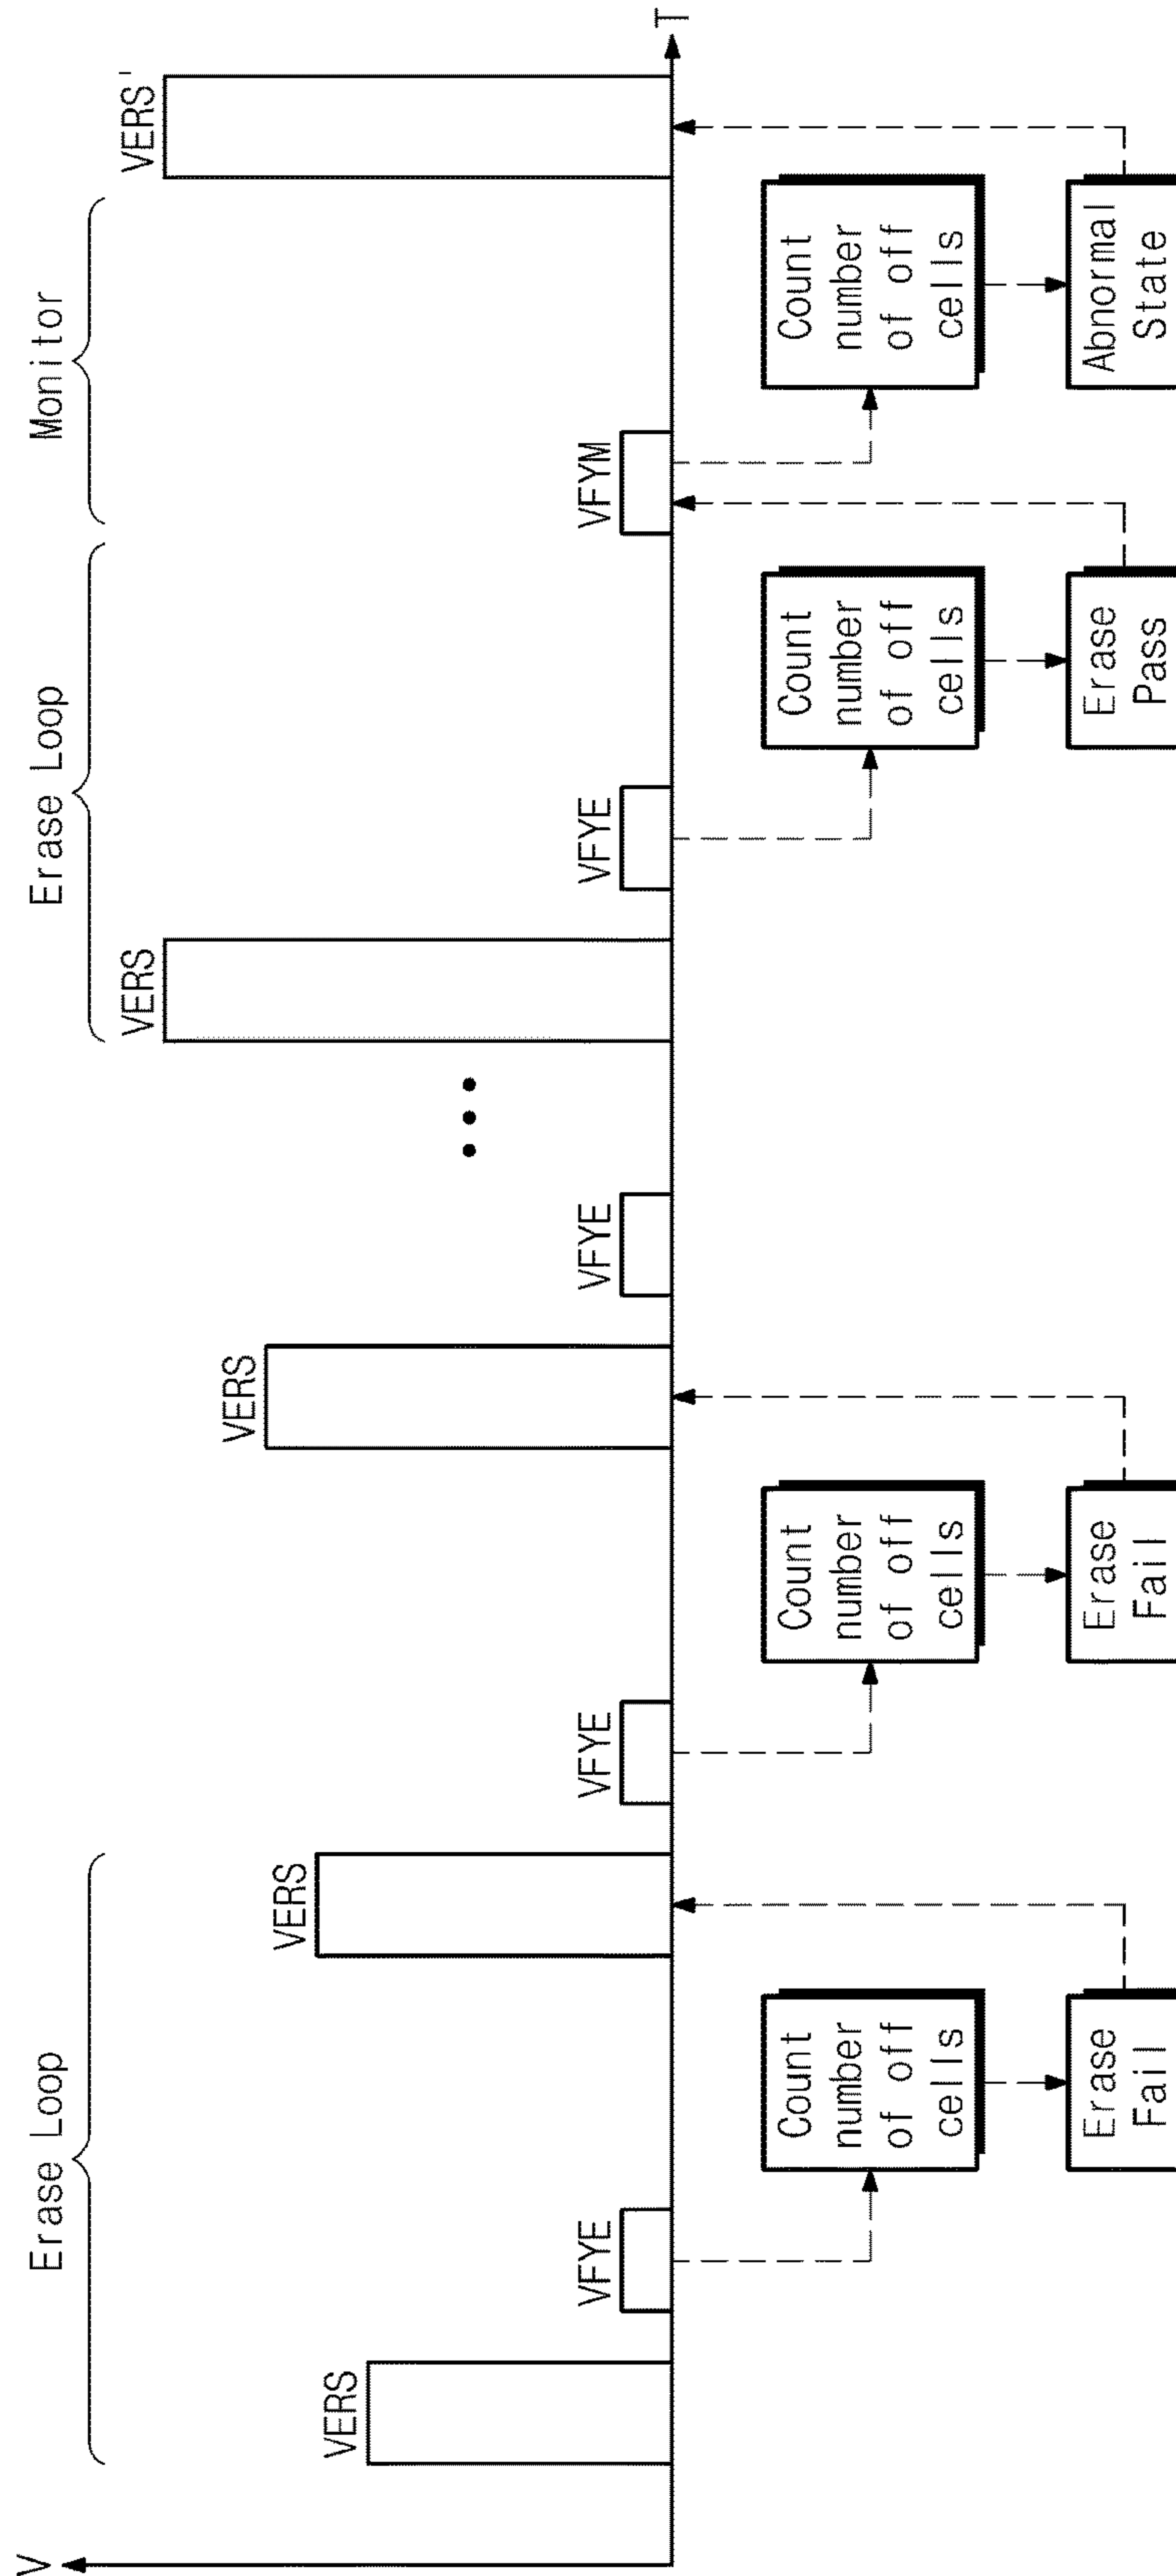 V
Erase Loop
Erase Loop
Monitor
VERS
VFYE
VERS
VFYE
VERS
VFYE
VERS
VFYE
VFYM
VERS'
T
Count
number
of off
cells
Erase
Fail
Count
number
of off
cells
Erase
Fail
Count
number
of off
cells
Erase
Pass
Count
number
of off
cells
Abnormal
State